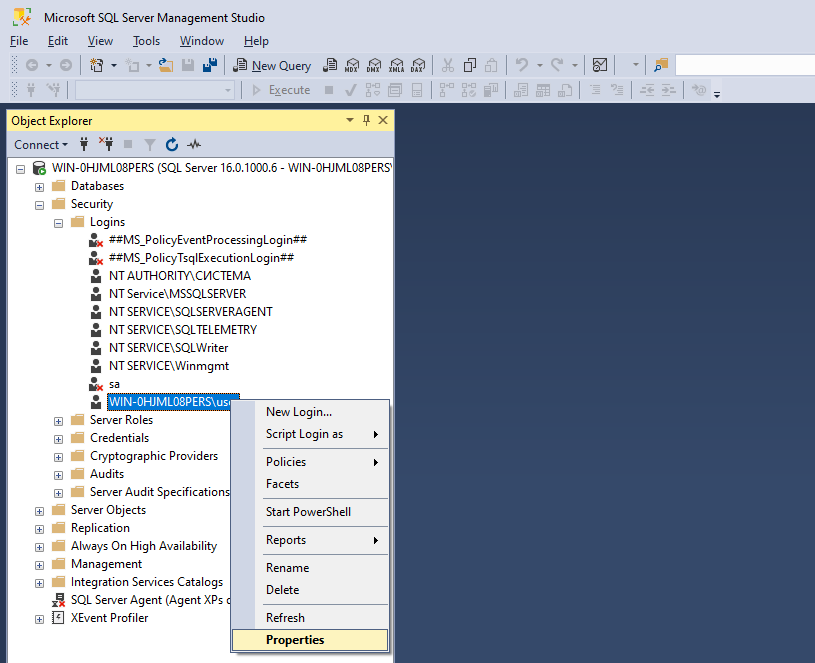 Microsoft SQL Server Management Studio
File Edit View Tools Window Help
New Query MDX DMX XMLA DAX
Execute
Object Explorer
Connect
WIN-0HJML08PERS (SQL Server 16.0.1000.6 - WIN-0HJML08PERS\
Databases
Security
Logins
##MS_PolicyEventProcessingLogin##
##MS_PolicyTsqlExecutionLogin##
NT AUTHORITY\СИСТЕМА
NT Service\MSSQLSERVER
NT SERVICE\SQLSERVERAGENT
NT SERVICE\SQLTELEMETRY
NT SERVICE\SQLWriter
NT SERVICE\Winmgmt
sa
WIN-0HJML08PERS\use
Server Roles
Credentials
Cryptographic Providers
Audits
Server Audit Specifications
Server Objects
Replication
Always On High Availability
Management
Integration Services Catalogs
SQL Server Agent (Agent XPs d
XEvent Profiler
New Login...
Script Login as
Policies
Facets
Start PowerShell
Reports
Rename
Delete
Refresh
Properties